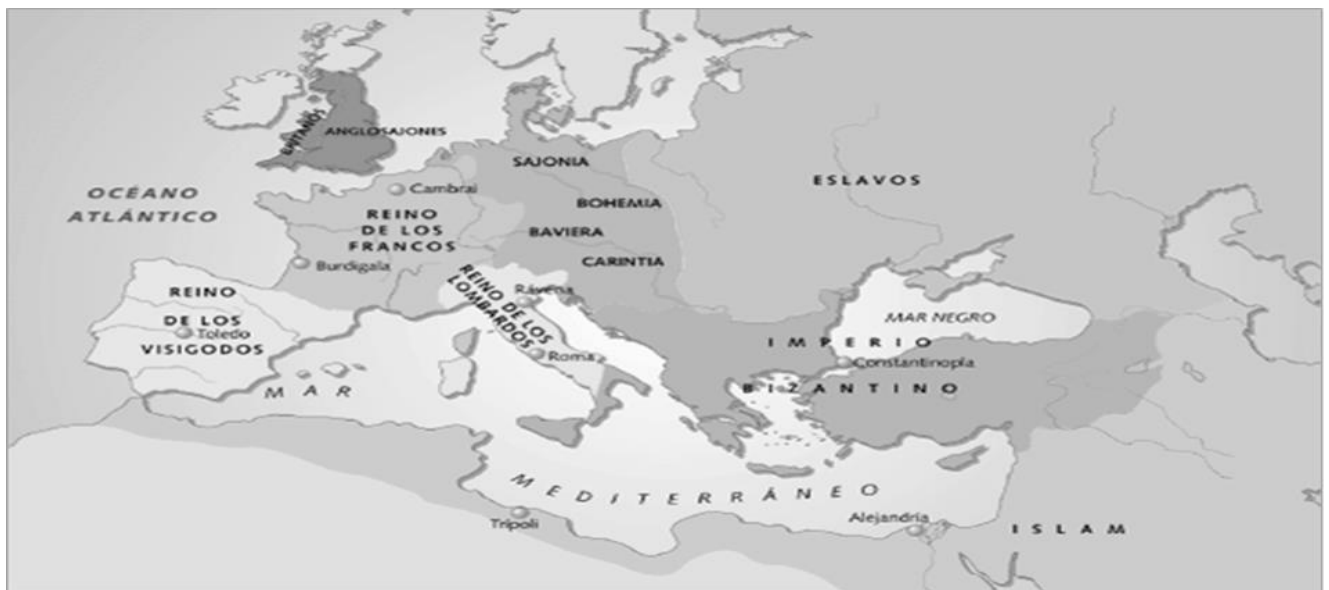 BRITANOS
ANGLOSAJONES
SAJONIA
ESLAVOS
OCÉANO
ATLÁNTICO
Cambrai
BOHEMIA
REINO
DE LOS
FRANCOS
BAVIERA
CARINTIA
Burdigala
REINO DE LOS
LOMBARDOS
Rávena
REINO
DE LOS
Toledo
VISIGODOS
MAR NEGRO
IMPERIO
Roma
Constantinopla
BIZANTINO
MAR
MEDITERRÁNEO
Alejandría
Trípoli
ISLAM